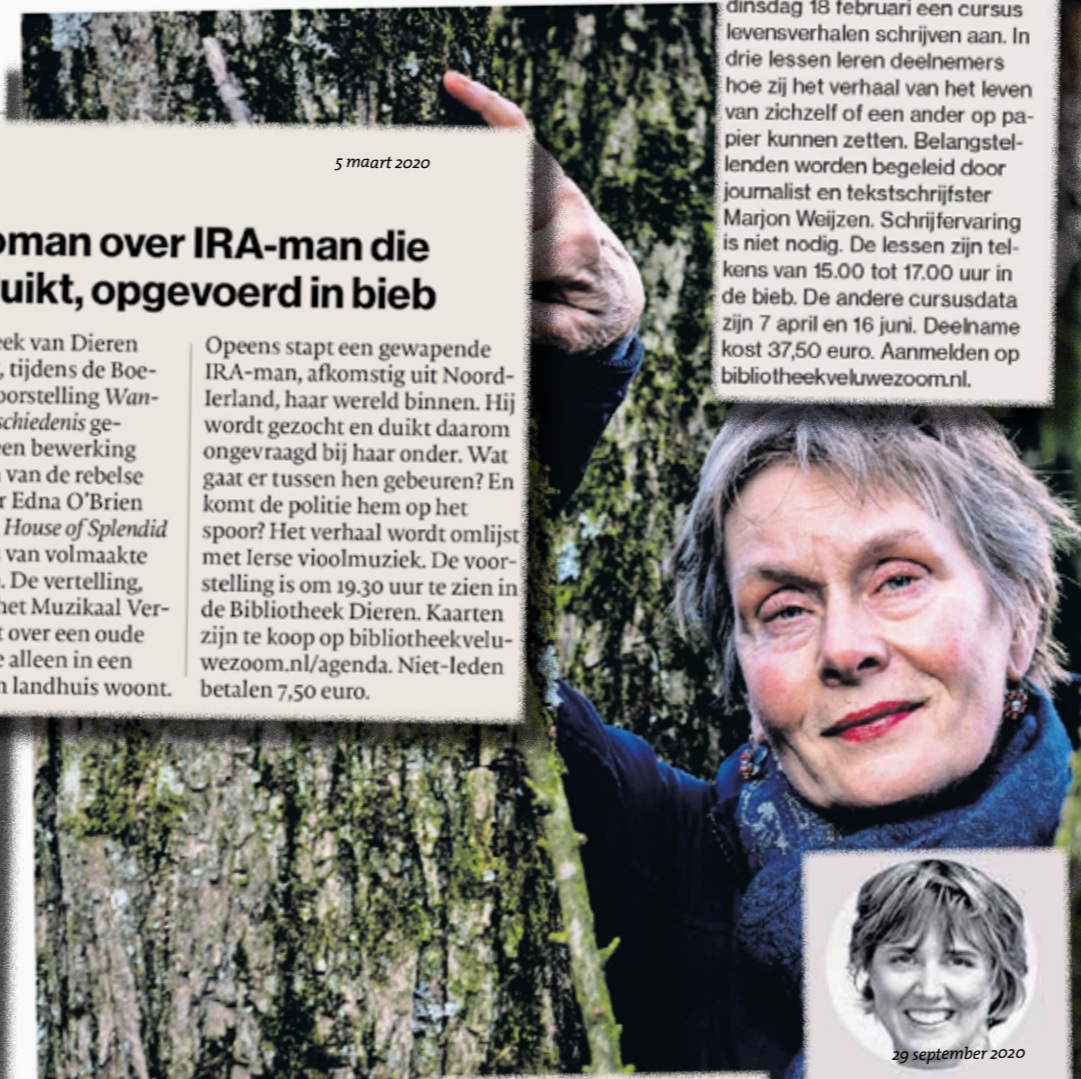 dinsdag 18 februari een cursus
levensverhalen schrijven aan. In
drie lessen leren deelnemers
hoe zij het verhaal van het leven
van zichzelf of een ander op pa-
pier kunnen zetten. Belangstel-
lenden worden begeleid door
journalist en tekstschrijfster
Marjon Weijzen. Schrijfervaring
is niet nodig. De lessen zijn tel-
kens van 15.00 tot 17.00 uur in
de bieb. De andere cursusdata
zijn 7 april en 16 juni. Deelname
kost 37,50 euro. Aanmelden op
bibliotheekveluwezoom.nl.
5 maart 2020
oman over IRA-man die
uikt, opgevoerd in bieb
eek van Dieren
, tijdens de Boe-
oorstelling Wan-
schiedenis ge-
een bewerking
van de rebelse
r Edna O'Brien
House of Splendid
van volmaakte
. De vertelling,
het Muzikaal Ver-
t over een oude
e alleen in een
n landhuis woont.
Opeens stapt een gewapende
IRA-man, afkomstig uit Noord-
Ierland, haar wereld binnen. Hij
wordt gezocht en duikt daarom
ongevraagd bij haar onder. Wat
gaat er tussen hen gebeuren? En
komt de politie hem op het
spoor? Het verhaal wordt omlijst
met Ierse vioolmuziek. De voor-
stelling is om 19.30 uur te zien in
de Bibliotheek Dieren. Kaarten
zijn te koop op bibliotheekvelu-
wezoom.nl/agenda. Niet-leden
betalen 7,50 euro.
29 september 2020